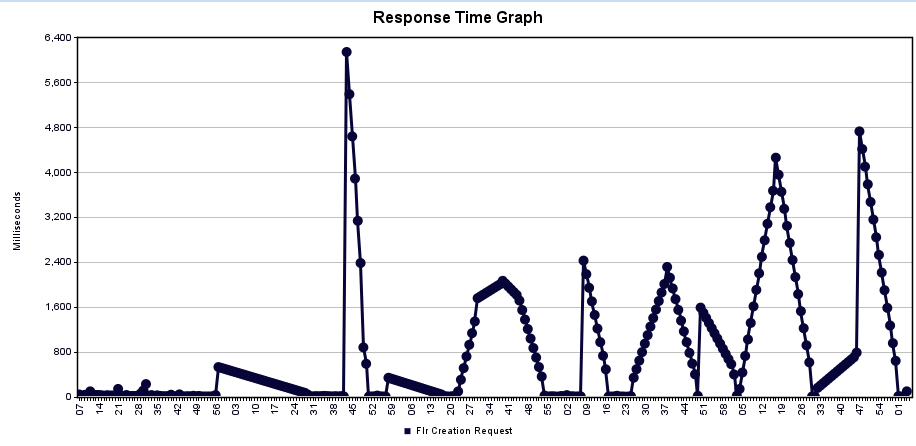 Response Time Graph
6,400
5,600
4,800
4,000
3,200
2,400
1,600
800
0
Milliseconds
07 14 21 28 35 42 49 56 03 10 17 24 31 38 45 52 59 06 13 20 27 34 41 48 55 02 09 16 23 30 37 44 51 58 05 12 19 26 33 40 47 54 01
FIr Creation Request